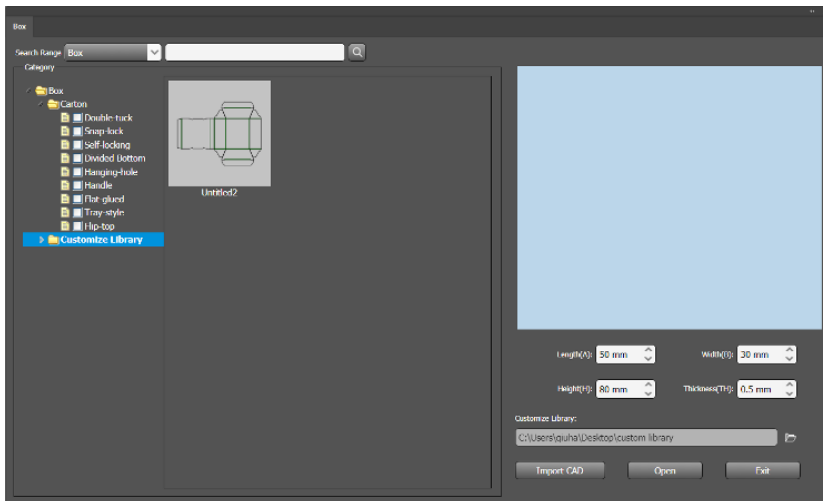 Box
Search Range Box
Category
Box
Carton
Double-tuck
Snap-lock
Self-locking
Divided Bottom
Hanging-hole
Handle
Flat-glued
Tray-style
Hip-top
Customize Library
Untitled2
Length(A): 50 mm Width(B): 30 mm
Height(H): 80 mm Thickness(TH): 0.5 mm
Customize Library:
C:\Users\qiuha\Desktop\custom library
Import CAD Open Exit